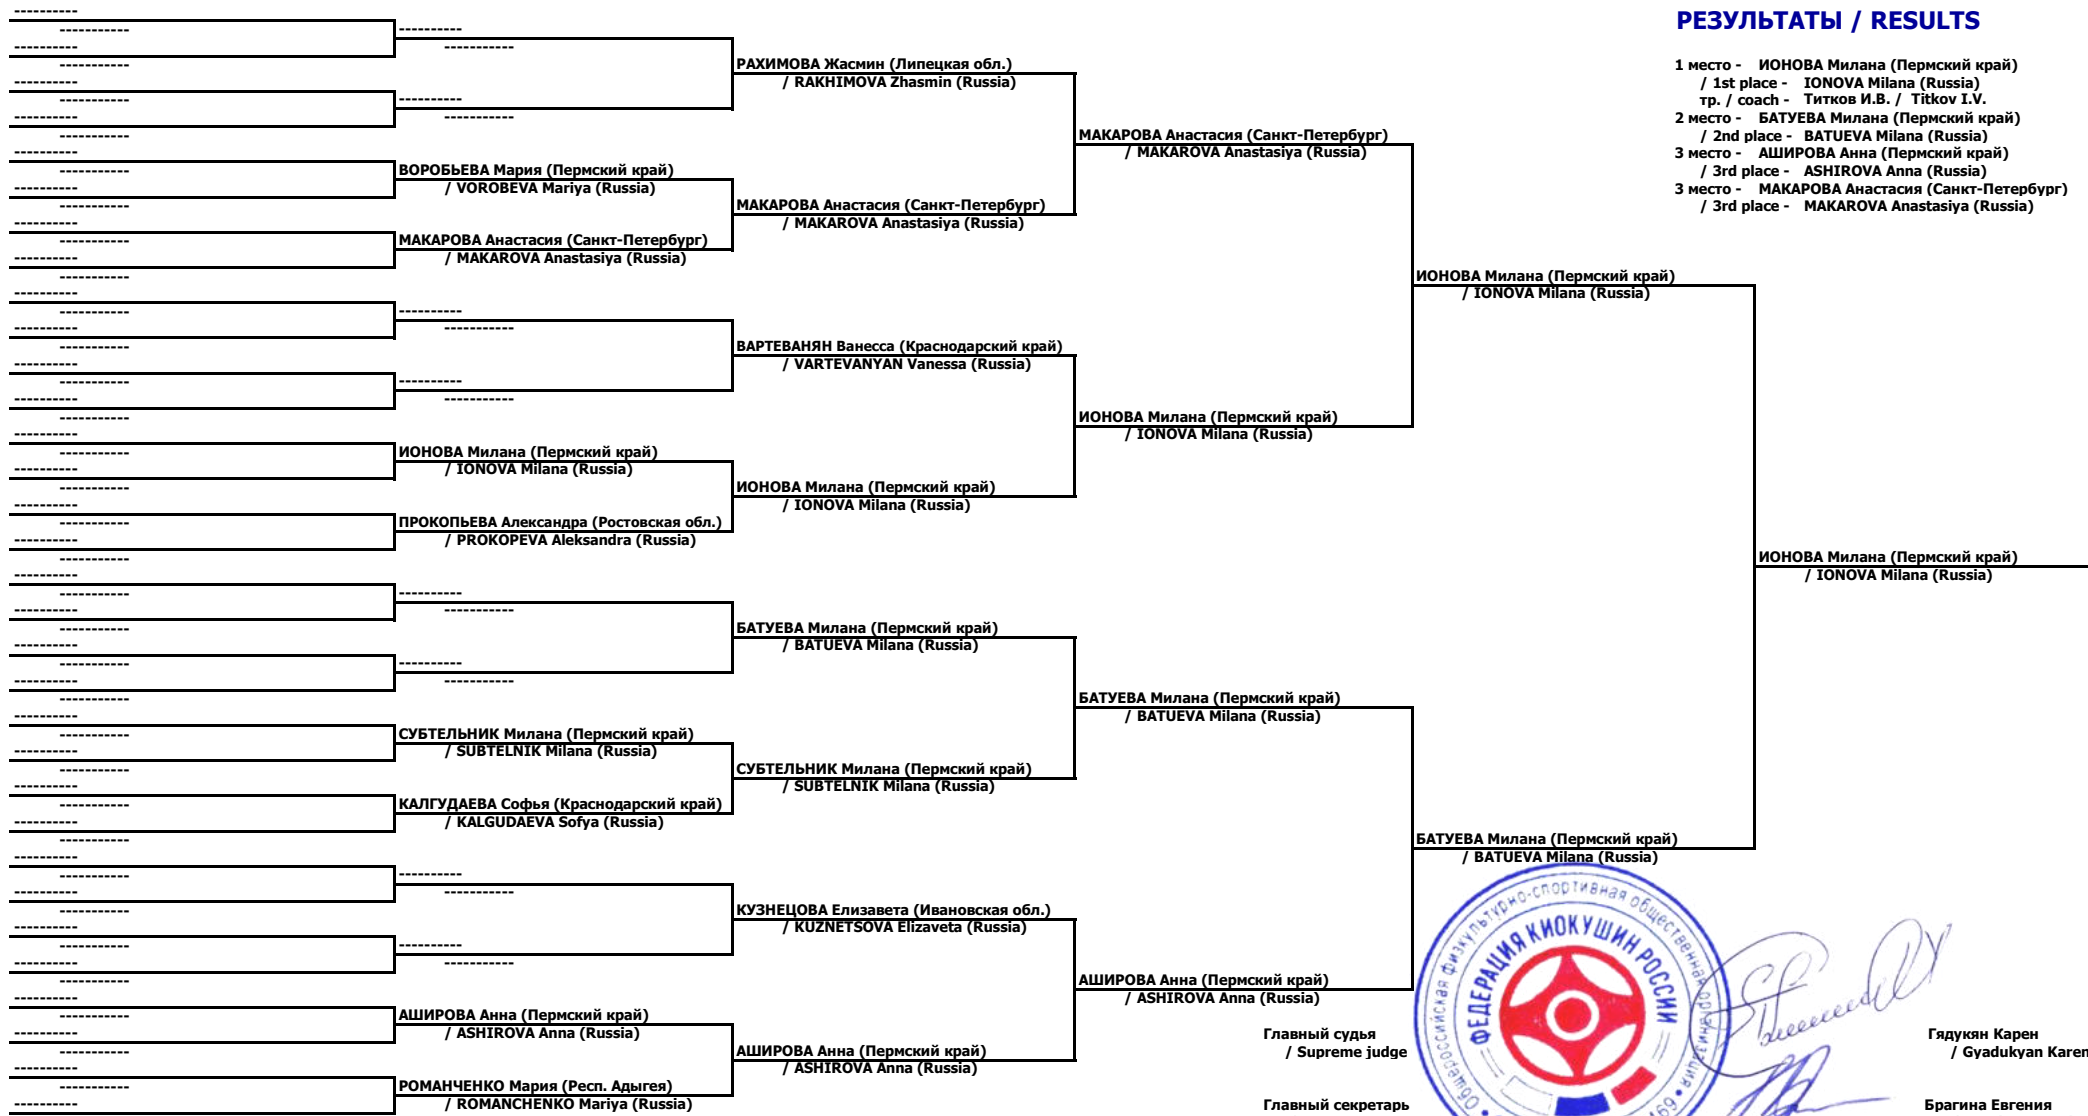 РЕЗУЛЬТАТЫ / RESULTS
1 место - ИОНОВА Милана (Пермский край)
/ 1st place - IONOVA Milana (Russia)
тр. / coach - Титков И.В. / Titkov I.V.
2 место - БАТУЕВА Милана (Пермский край)
/ 2nd place - BATUEVA Milana (Russia)
3 место - АШИРОВА Анна (Пермский край)
/ 3rd place - ASHIROVA Anna (Russia)
3 место - МАКАРОВА Анастасия (Санкт-Петербург)
/ 3rd place - MAKAROVA Anastasiya (Russia)
ВОРОБЬЕВА Мария (Пермский край)
/ VOROBEVA Mariya (Russia)
МАКАРОВА Анастасия (Санкт-Петербург)
/ MAKAROVA Anastasiya (Russia)
ИОНОВА Милана (Пермский край)
/ IONOVA Milana (Russia)
ПРОКОПЬЕВА Александра (Ростовская обл.)
/ PROKOPEVA Aleksandra (Russia)
СУБТЕЛЬНИК Милана (Пермский край)
/ SUBTELNIK Milana (Russia)
КАЛГУДАЕВА Софья (Краснодарский край)
/ KALGUDAEVA Sofya (Russia)
АШИРОВА Анна (Пермский край)
/ ASHIROVA Anna (Russia)
РОМАНЧЕНКО Мария (Респ. Адыгея)
/ ROMANCHENKO Mariya (Russia)
РАХИМОВА Жасмин (Липецкая обл.)
/ RAKHIMOVA Zhasmin (Russia)
МАКАРОВА Анастасия (Санкт-Петербург)
/ MAKAROVA Anastasiya (Russia)
ВАРТЕВАНЯН Ванесса (Краснодарский край)
/ VARTEVANYAN Vanessa (Russia)
ИОНОВА Милана (Пермский край)
/ IONOVA Milana (Russia)
БАТУЕВА Милана (Пермский край)
/ BATUEVA Milana (Russia)
СУБТЕЛЬНИК Милана (Пермский край)
/ SUBTELNIK Milana (Russia)
КУЗНЕЦОВА Елизавета (Ивановская обл.)
/ KUZNETSOVA Elizaveta (Russia)
АШИРОВА Анна (Пермский край)
/ ASHIROVA Anna (Russia)
МАКАРОВА Анастасия (Санкт-Петербург)
/ MAKAROVA Anastasiya (Russia)
ИОНОВА Милана (Пермский край)
/ IONOVA Milana (Russia)
БАТУЕВА Милана (Пермский край)
/ BATUEVA Milana (Russia)
АШИРОВА Анна (Пермский край)
/ ASHIROVA Anna (Russia)
ИОНОВА Милана (Пермский край)
/ IONOVA Milana (Russia)
БАТУЕВА Милана (Пермский край)
/ BATUEVA Milana (Russia)
ИОНОВА Милана (Пермский край)
/ IONOVA Milana (Russia)
Общероссийская физкультурно-спортивная общественная организация
ФЕДЕРАЦИЯ КИОКУШИН РОССИИ
Главный судья
/ Supreme judge
Гядукян Карен
/ Gyadukyan Karen
Главный секретарь
Брагина Евгения